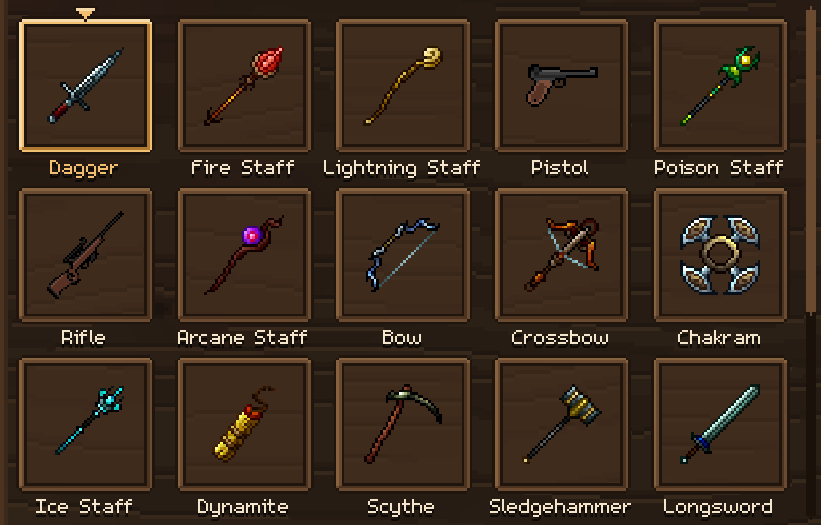 Dagger
Fire Staff
Lightning Staff
Pistol
Poison Staff
Rifle
Arcane Staff
Bow
Crossbow
Chakram
Ice Staff
Dynamite
Scythe
Sledgehammer
Longsword